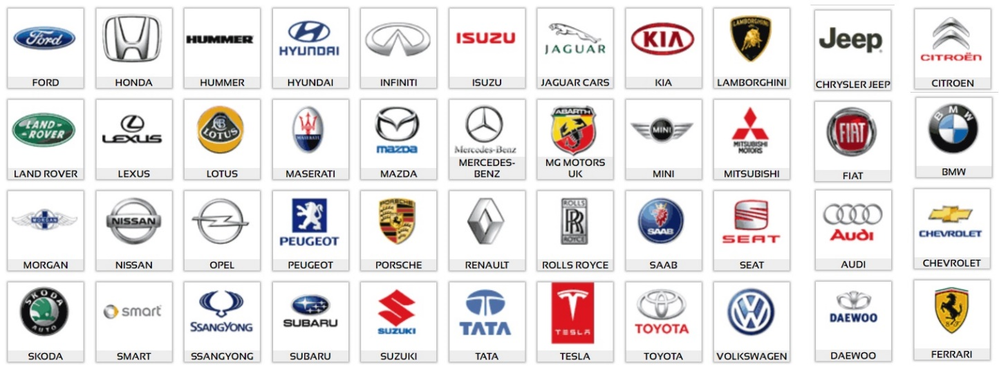 Ford
HUMMER
HYUNDAI
ISUZU
JAGUAR
KIA
LAMBORGHINI
Jeep
CITROËN
FORD
HONDA
HUMMER
HYUNDAI
INFINITI
ISUZU
JAGUAR CARS
KIA
LAMBORGHINI
CHRYSLER JEEP
CITROEN
LAND-
-ROVER
LEXUS
LOTUS
MASERATI
mazda
Mercedes-Benz
ABARTH
MINI
MITSUBISHI
MOTORS
FIAT
BMW
LAND ROVER
LEXUS
LOTUS
MASERATI
MAZDA
MERCEDES-
BENZ
MG MOTORS
UK
MINI
MITSUBISHI
FIAT
BMW
MORGAN
NISSAN
PEUGEOT
PORSCHE
ROLLS
RR
ROYCE
SAAB
SEAT
Audi
CHEVROLET
MORGAN
NISSAN
OPEL
PEUGEOT
PORSCHE
RENAULT
ROLLS ROYCE
SAAB
SEAT
AUDI
CHEVROLET
SKODA
AUTO
smart
SSANGYONG
SUBARU
SUZUKI
TATA
TESLA
TOYOTA
VW
DAEWOO
S F
SKODA
SMART
SSANGYONG
SUBARU
SUZUKI
TATA
TESLA
TOYOTA
VOLKSWAGEN
DAEWOO
FERRARI